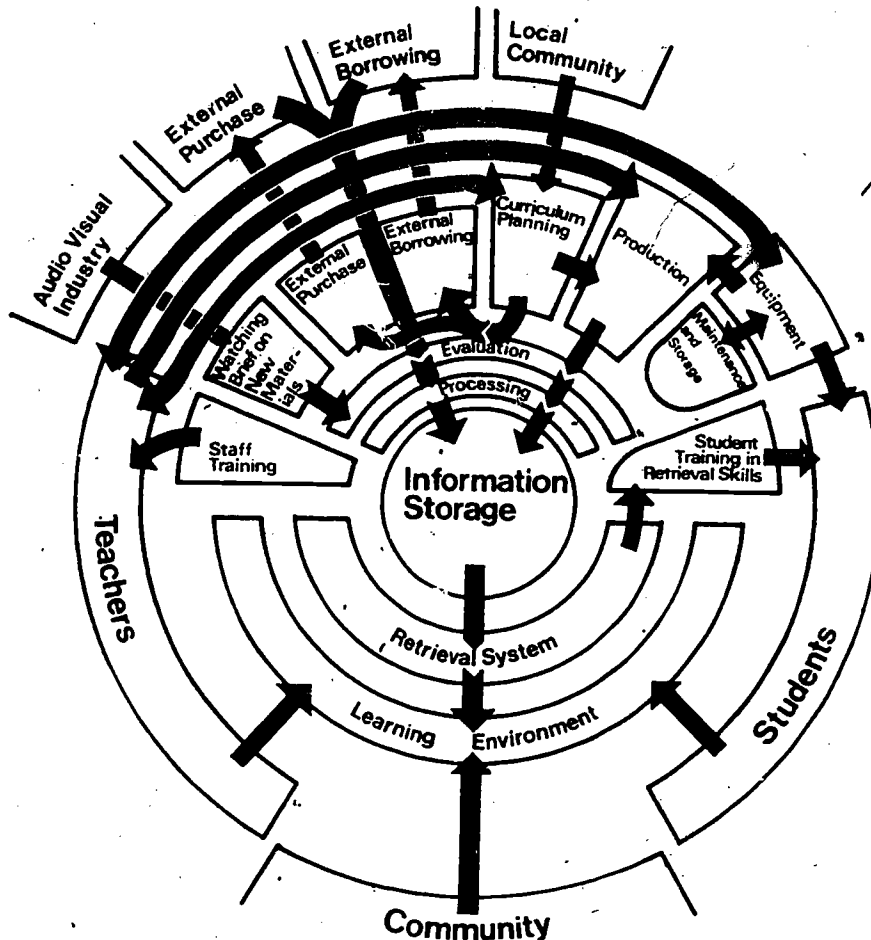 External
Borrowing
Local
Community
External
Purchase
Audio Visual
Industry
Curriculum
Planning
External
Borrowing
External
Purchase
Production
Equipment
Maintenance
and
Storage
Watching
Brief on
New
Mater-
ials
Evaluation
Processing
Staff
Training
Student
Training in
Retrieval Skills
Information
Storage
Teachers
Retrieval System
Learning Environment
Students
Community